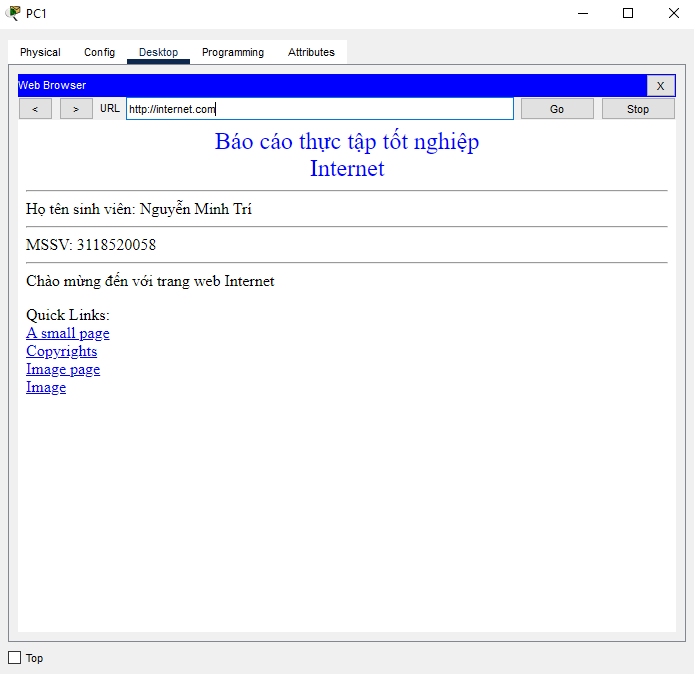 PC1
Physical Config Desktop Programming Attributes
Web Browser X
< > URL http://internet.com Go Stop
Báo cáo thực tập tốt nghiệp
Internet
Họ tên sinh viên: Nguyễn Minh Trí
MSSV: 3118520058
Chào mừng đến với trang web Internet
Quick Links:
A small page
Copyrights
Image page
Image
Top